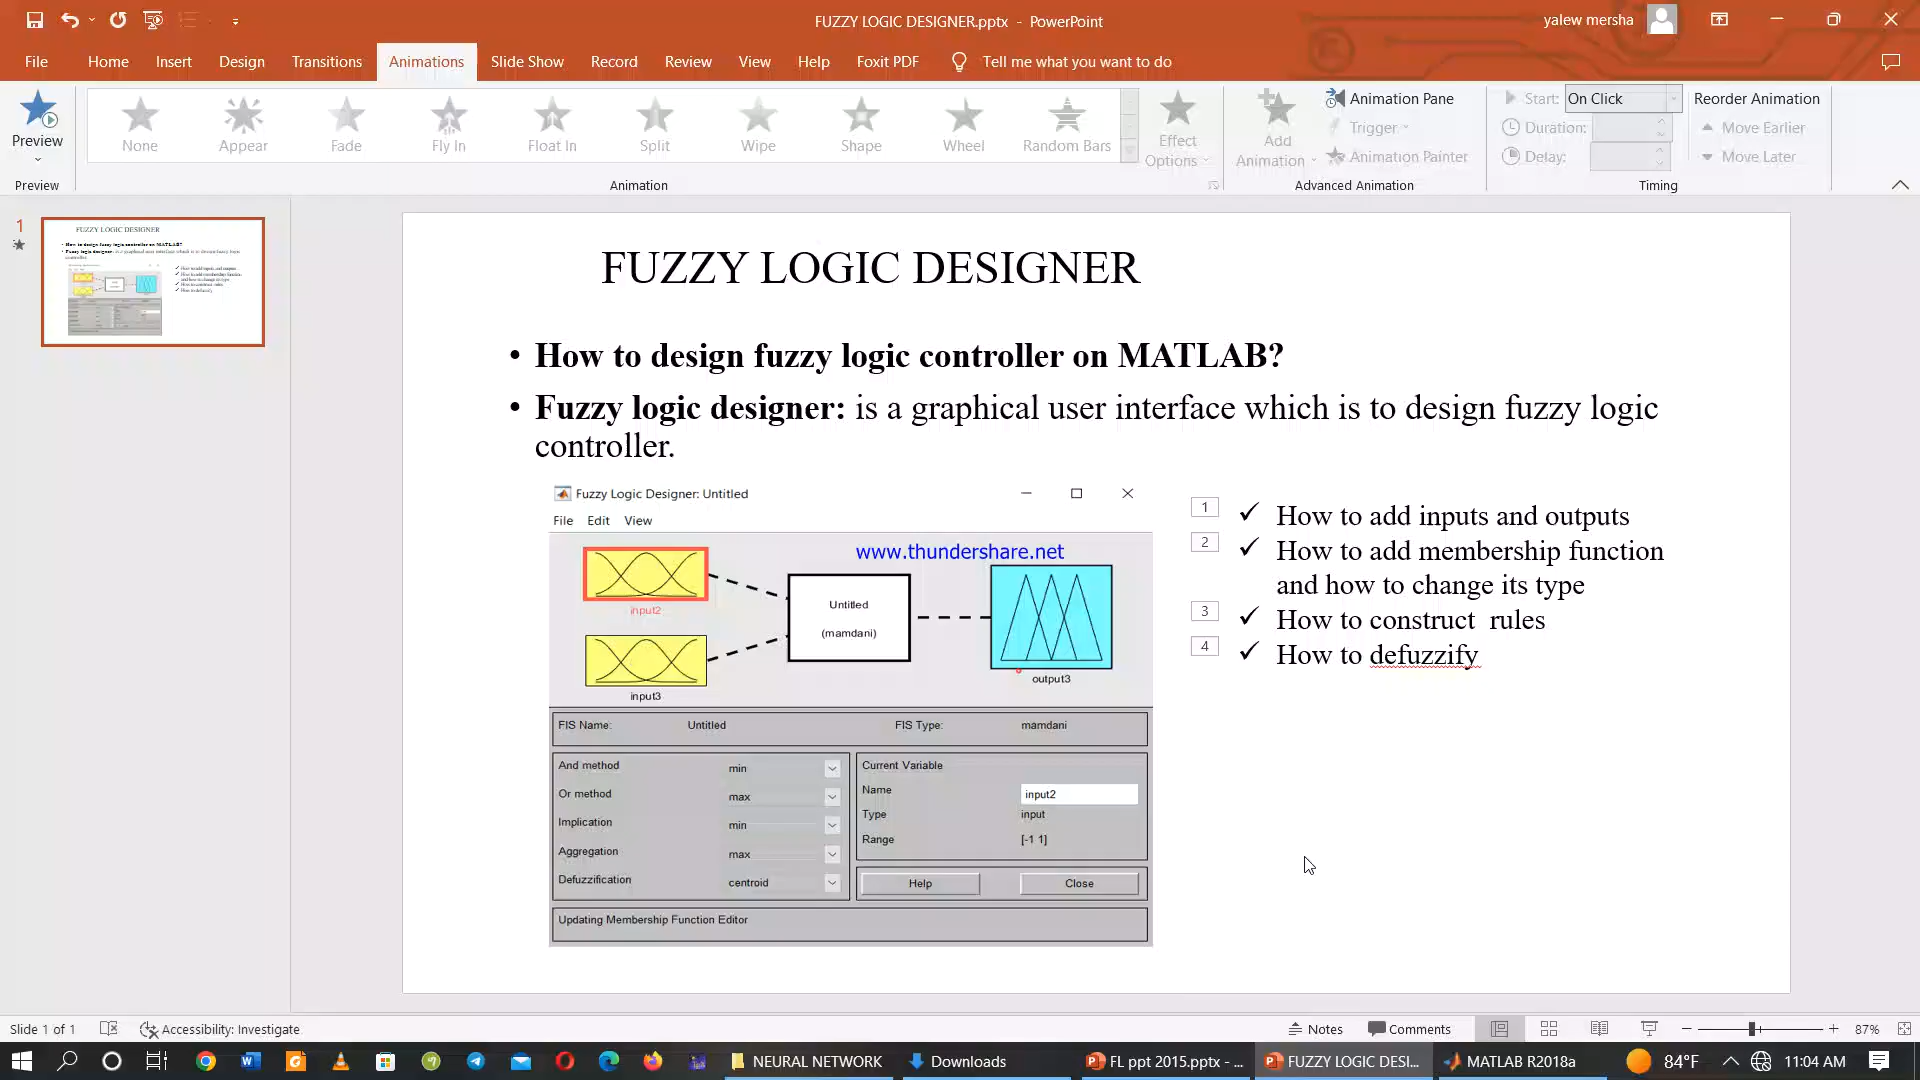 FUZZY LOGIC DESIGNER.pptx - PowerPoint
yalew mersha
File Home Insert Design Transitions Animations Slide Show Record Review View Help Foxit PDF Tell me what you want to do
Preview
None Appear Fade Fly In Float In Split Wipe Shape Wheel Random Bars
Effect Options
Add Animation
Animation Pane
Trigger
Animation Painter
Start: On Click
Duration:
Delay:
Reorder Animation
Move Earlier
Move Later
Preview Animation Advanced Animation Timing
1
FUZZY LOGIC DESIGNER
• How to design fuzzy logic controller on MATLAB?
• Fuzzy logic designer: is a graphical user interface which is to design fuzzy logic
controller.
Fuzzy Logic Designer: Untitled
File Edit View
www.thundershare.net
input2
input3
Untitled
(mamdani)
output3
FIS Name: Untitled FIS Type: mamdani
And method min
Or method max
Implication min
Aggregation max
Defuzzification centroid
Current Variable
Name input2
Type input
Range [-1 1]
Help Close
Updating Membership Function Editor
1 ✓ How to add inputs and outputs
2 ✓ How to add membership function
and how to change its type
3 ✓ How to construct rules
4 ✓ How to defuzzify
Slide 1 of 1 Accessibility: Investigate Notes Comments 87%
NEURAL NETWORK Downloads FL ppt 2015.pptx - ... FUZZY LOGIC DESI... MATLAB R2018a 84°F 11:04 AM